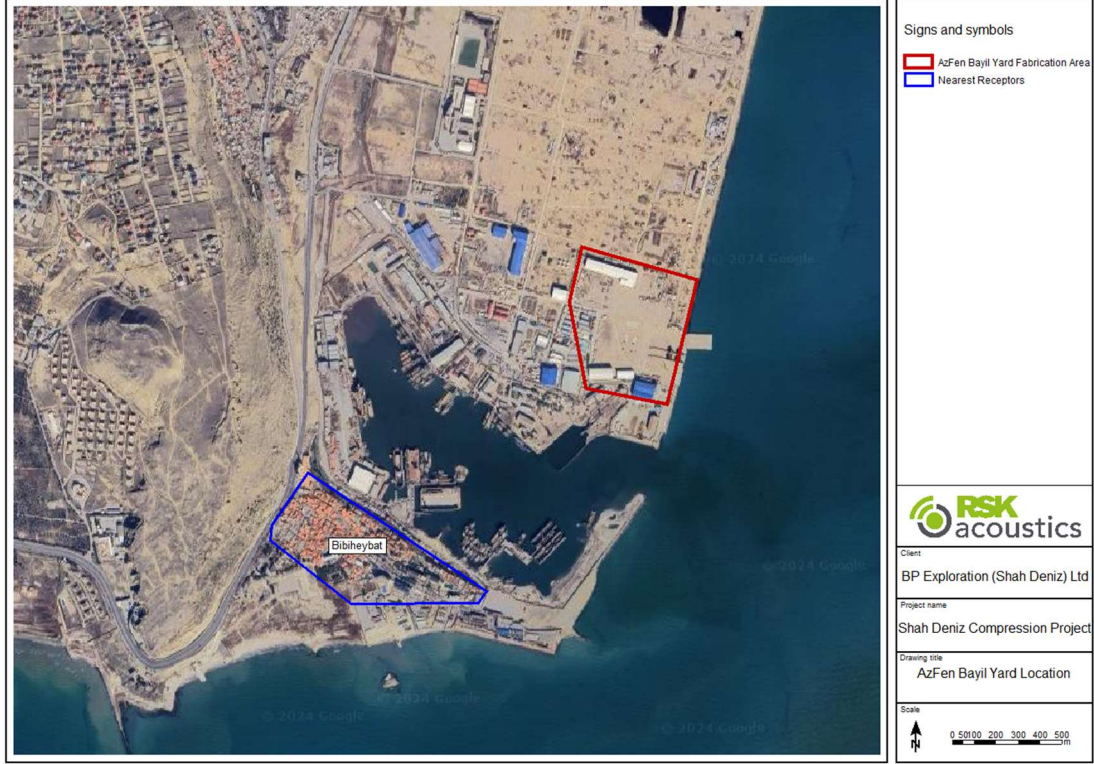 Signs and symbols
AzFen Bayil Yard Fabrication Area
Nearest Receptors
© 2024 Google
Bibiheybat
© 2024 Google
© 2024 Google
© 2024 Google
© 2024 Google
RSK
acoustics
Client
BP Exploration (Shah Deniz) Ltd
Project name
Shah Deniz Compression Project
Drawing title
AzFen Bayil Yard Location
Scale
N
0 50100 200 300 400 500
m